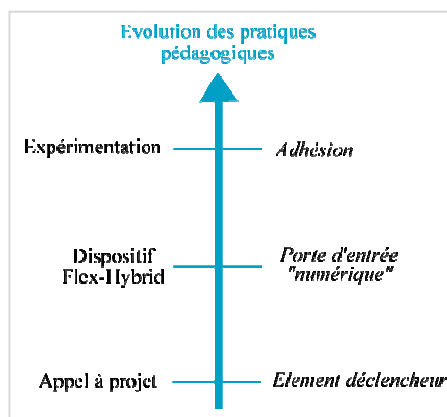 Evolution des pratiques
pédagogiques
Expérimentation
Adhésion
Dispositif
Flex-Hybrid
Porte d'entrée
"numérique"
Appel à projet
Element déclencheur